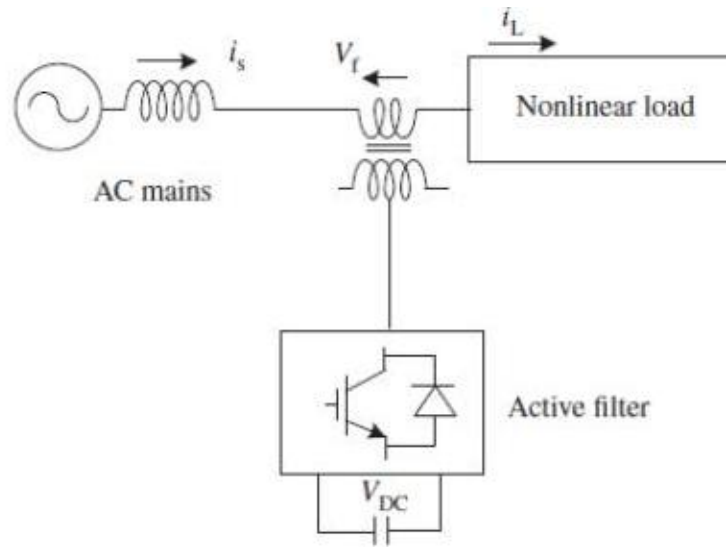 i_s
V_f
i_L
Nonlinear load
AC mains
Active filter
V_DC